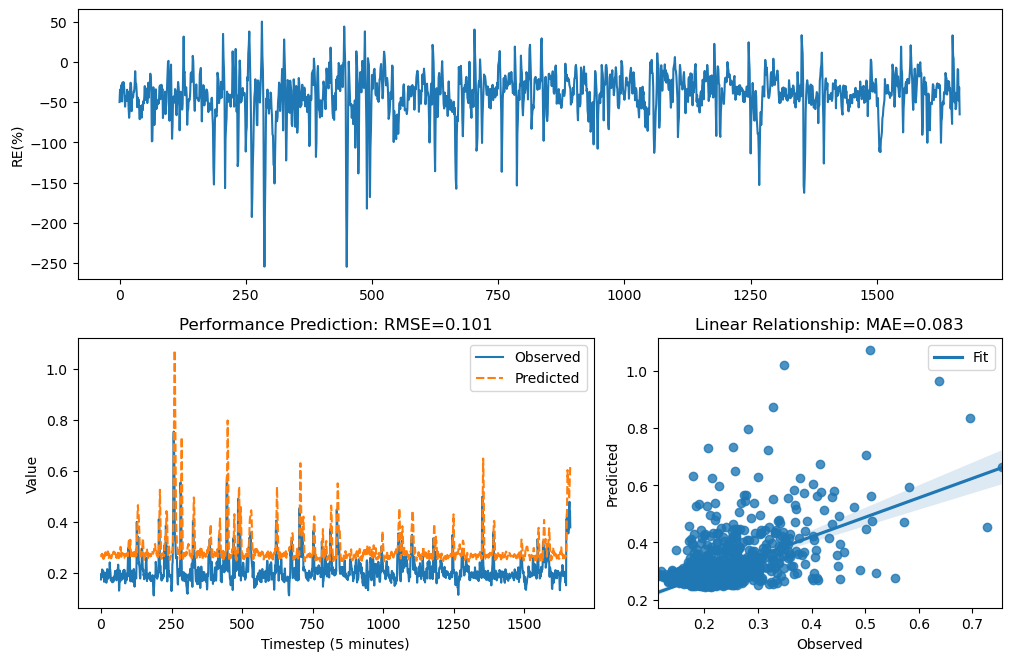 50
0
−50
−100
−150
−200
−250
RE(%)
0 250 500 750 1000 1250 1500
Performance Prediction: RMSE=0.101
Observed
Predicted
1.0
0.8
0.6
0.4
0.2
Value
0 250 500 750 1000 1250 1500
Timestep (5 minutes)
Linear Relationship: MAE=0.083
Fit
1.0
0.8
0.6
0.4
0.2
Predicted
0.2 0.3 0.4 0.5 0.6 0.7
Observed